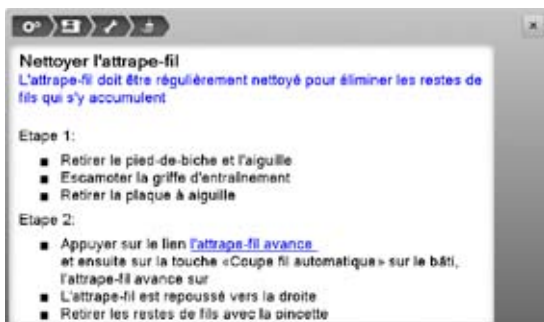 Nettoyer l'attrape-fil
L'attrape-fil doit être régulièrement nettoyé pour éliminer les restes de
fils qui s'y accumulent
Etape 1:
■ Retirer le pied-de-biche et l'aiguille
■ Escamoter la griffe d'entraînement
■ Retirer la plaque à aiguille
Etape 2:
■ Appuyer sur le lien l'attrape-fil avance
et ensuite sur la touche «Coupe fil automatique» sur le bâti,
l'attrape-fil avance sur
■ L'attrape-fil est repoussé vers la droite
■ Retirer les restes de fils avec la pincette